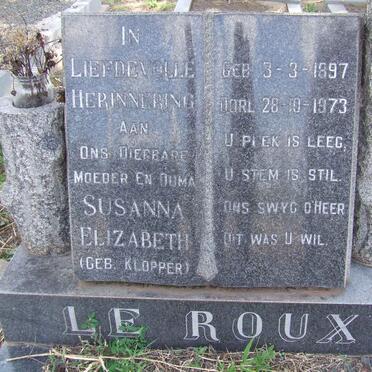 IN
LIEFDEVOLLE
HERINNERING
AAN
ONS DIERBARE
MOEDER EN OUMA
SUSANNA
ELIZABETH
(GEB. KLOPPER)
GEB. 3-3-1897
OORL. 28-10-1973
U PLEK IS LEEG,
U STEM IS STIL.
ONS SWYG O'HEER
DIT WAS U WIL.
LE ROUX